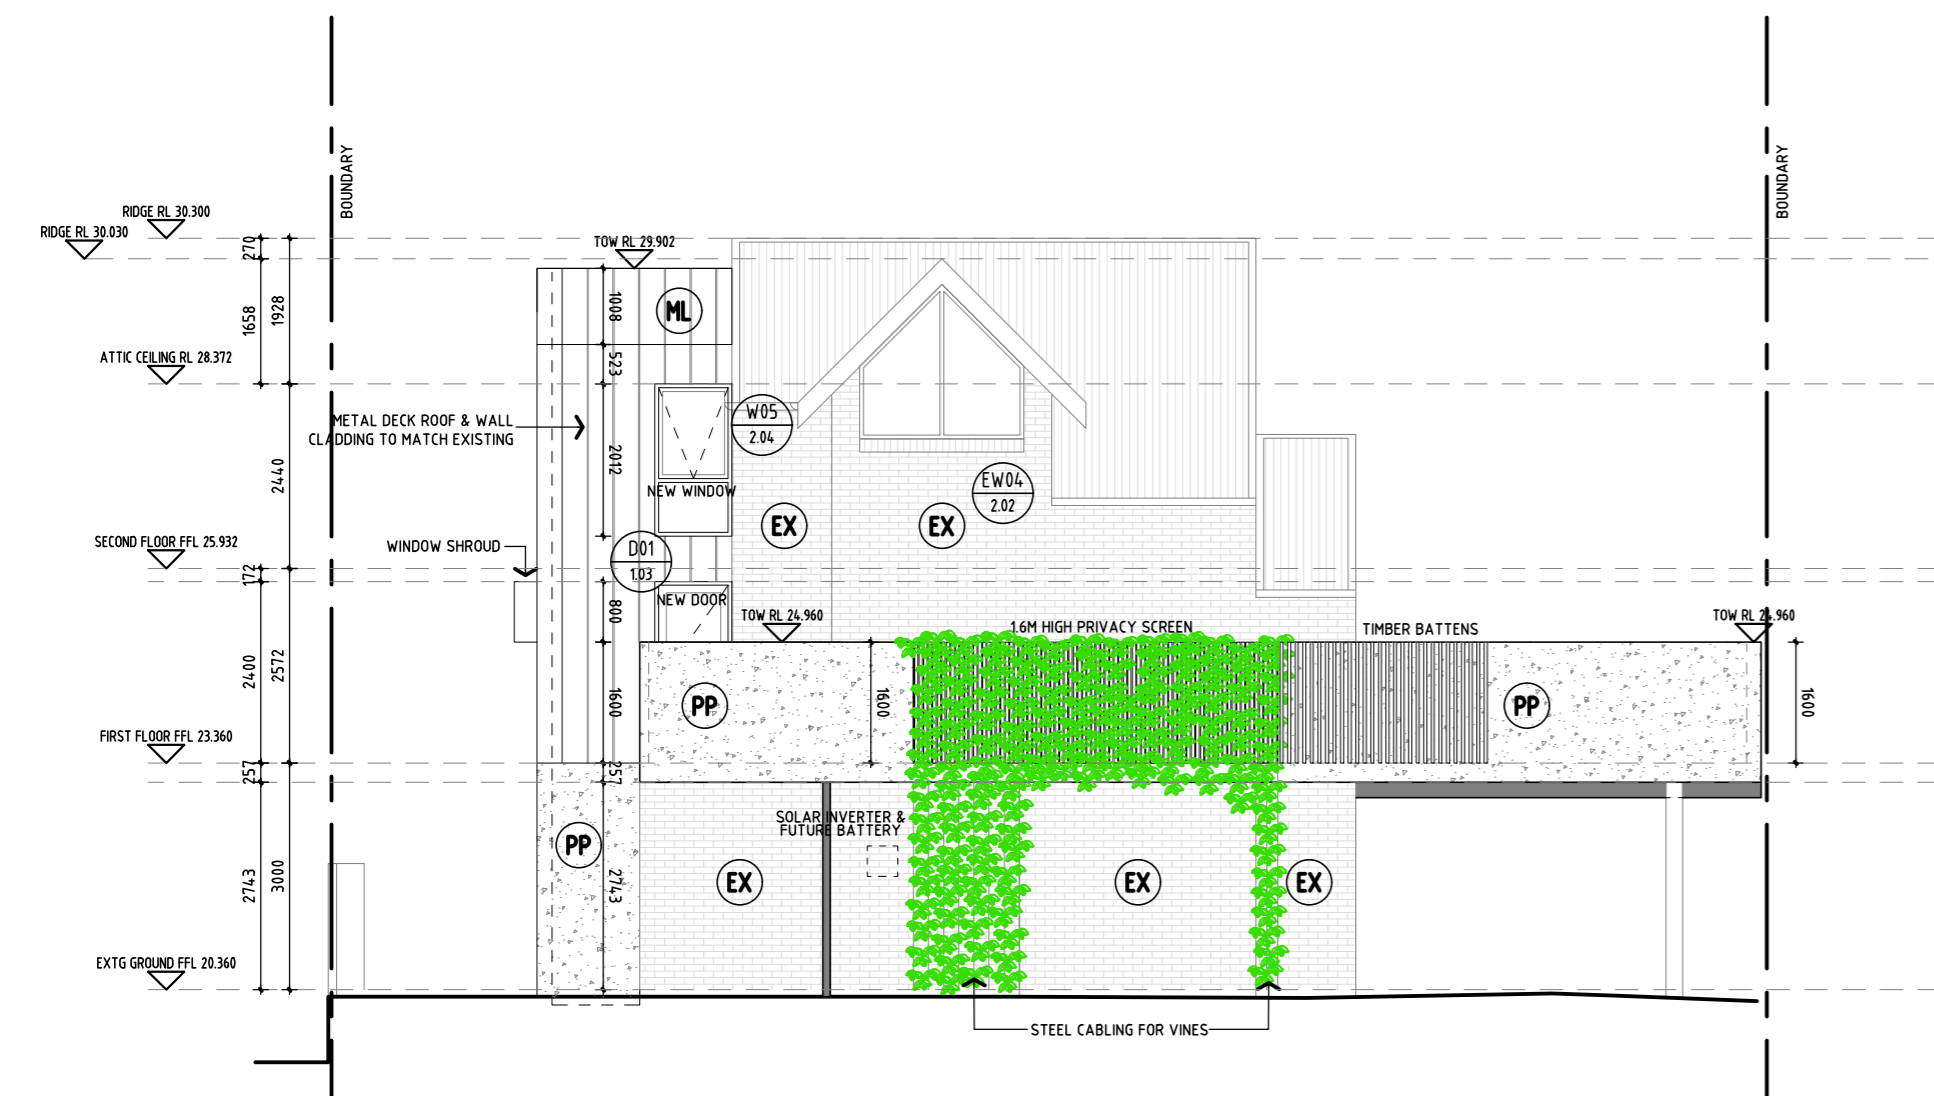 BOUNDARY
BOUNDARY
RIDGE RL 30.300
RIDGE RL 30.030
TOW RL 29.902
270
1658
1928
1008
ML
523
ATTIC CEILING RL 28.372
METAL DECK ROOF & WALL
CLADDING TO MATCH EXISTING
W05
2.04
2440
2012
EW04
2.02
NEW WINDOW
EX
EX
SECOND FLOOR FFL 25.932
WINDOW SHROUD
D01
1.03
172
NEW DOOR
800
TOW RL 24.960
1.6M HIGH PRIVACY SCREEN
TIMBER BATTENS
TOW RL 24.960
2400
2572
1600
PP
1600
PP
1600
FIRST FLOOR FFL 23.360
257
257
SOLAR INVERTER &
FUTURE BATTERY
PP
2743
3000
2743
EX
EX
EX
EXTG GROUND FFL 20.360
STEEL CABLING FOR VINES